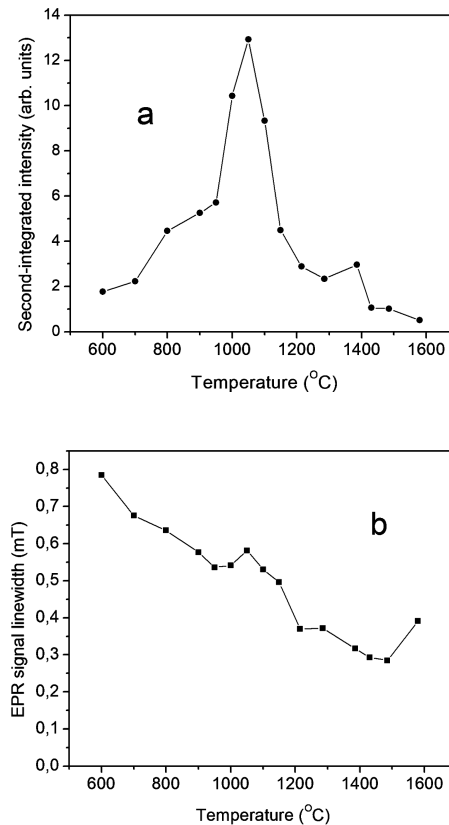 14
12
10
8
6
4
2
0
Second-integrated intensity (arb. units)
a
600 800 1000 1200 1400 1600
Temperature (°C)
0,8
0,7
0,6
0,5
0,4
0,3
0,2
0,1
0,0
EPR signal linewidth (mT)
b
600 800 1000 1200 1400 1600
Temperature (°C)